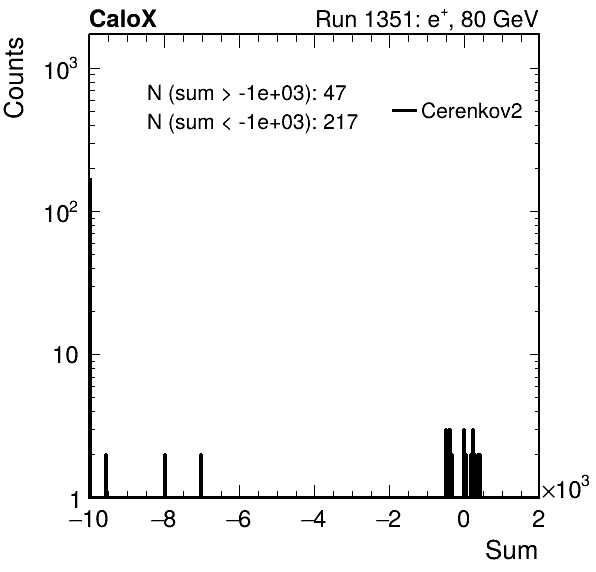 CaloX Run 1351: e⁺, 80 GeV
Counts
10³
N (sum > -1e+03): 47
N (sum < -1e+03): 217
Cerenkov2
10²
10
1
−10 −8 −6 −4 −2 0 2
×10³
Sum